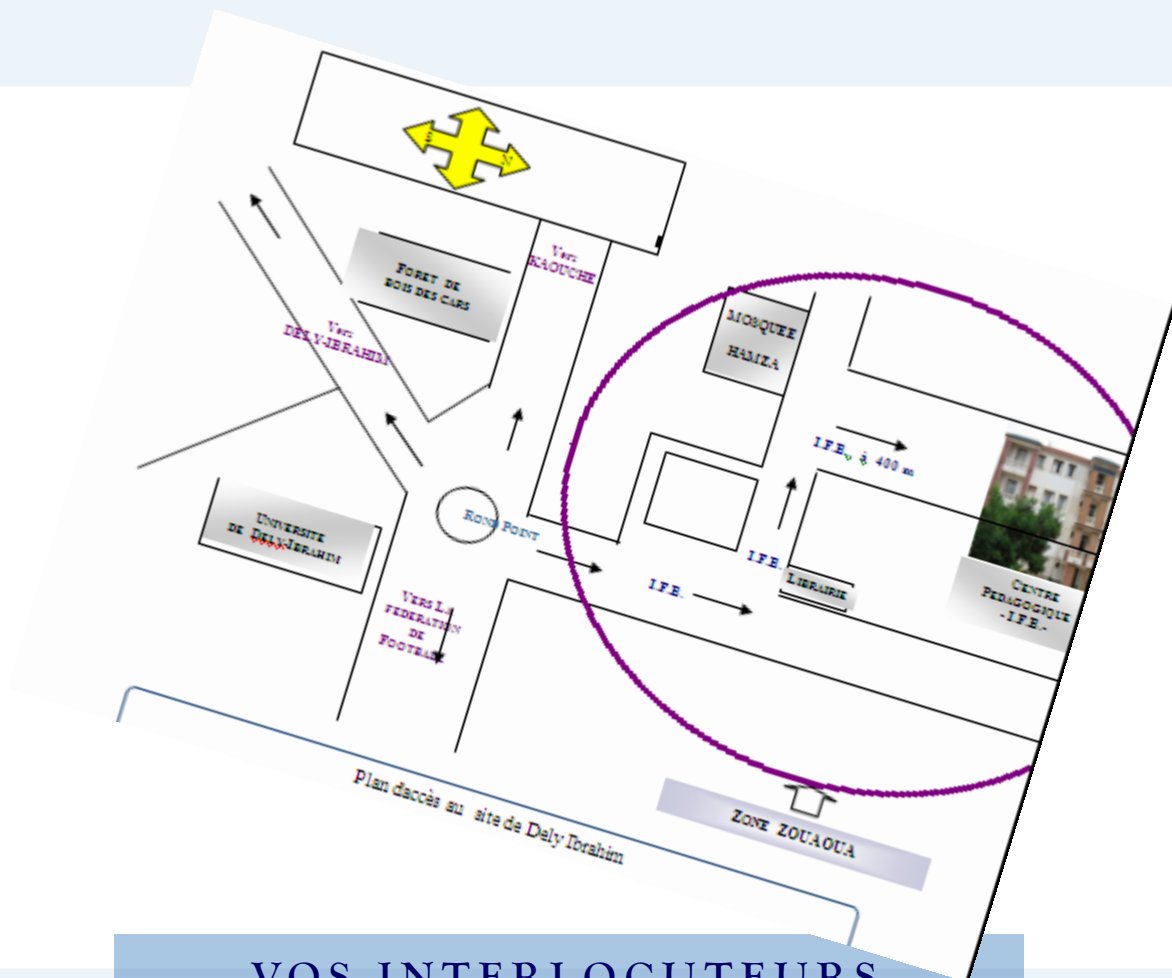 S
N
Vers
KAOUCHE
FORET DE
BOIS DES CARS
Vers
DELY-IBRAHIM
MOSQUEE
HAMZA
I.F.E. à 400 m
ROND POINT
UNIVERSITE
DE DELY-IBRAHIM
I.F.E.
I.F.E.
LIBRAIRIE
CENTRE
PEDAGOGIQUE
-I.F.E.-
VERS LA
FEDERATION
DE
FOOTBALL
Plan d'accès au site de Dely Ibrahim
ZONE ZOUAOUA
VOS INTERLOCUTEURS